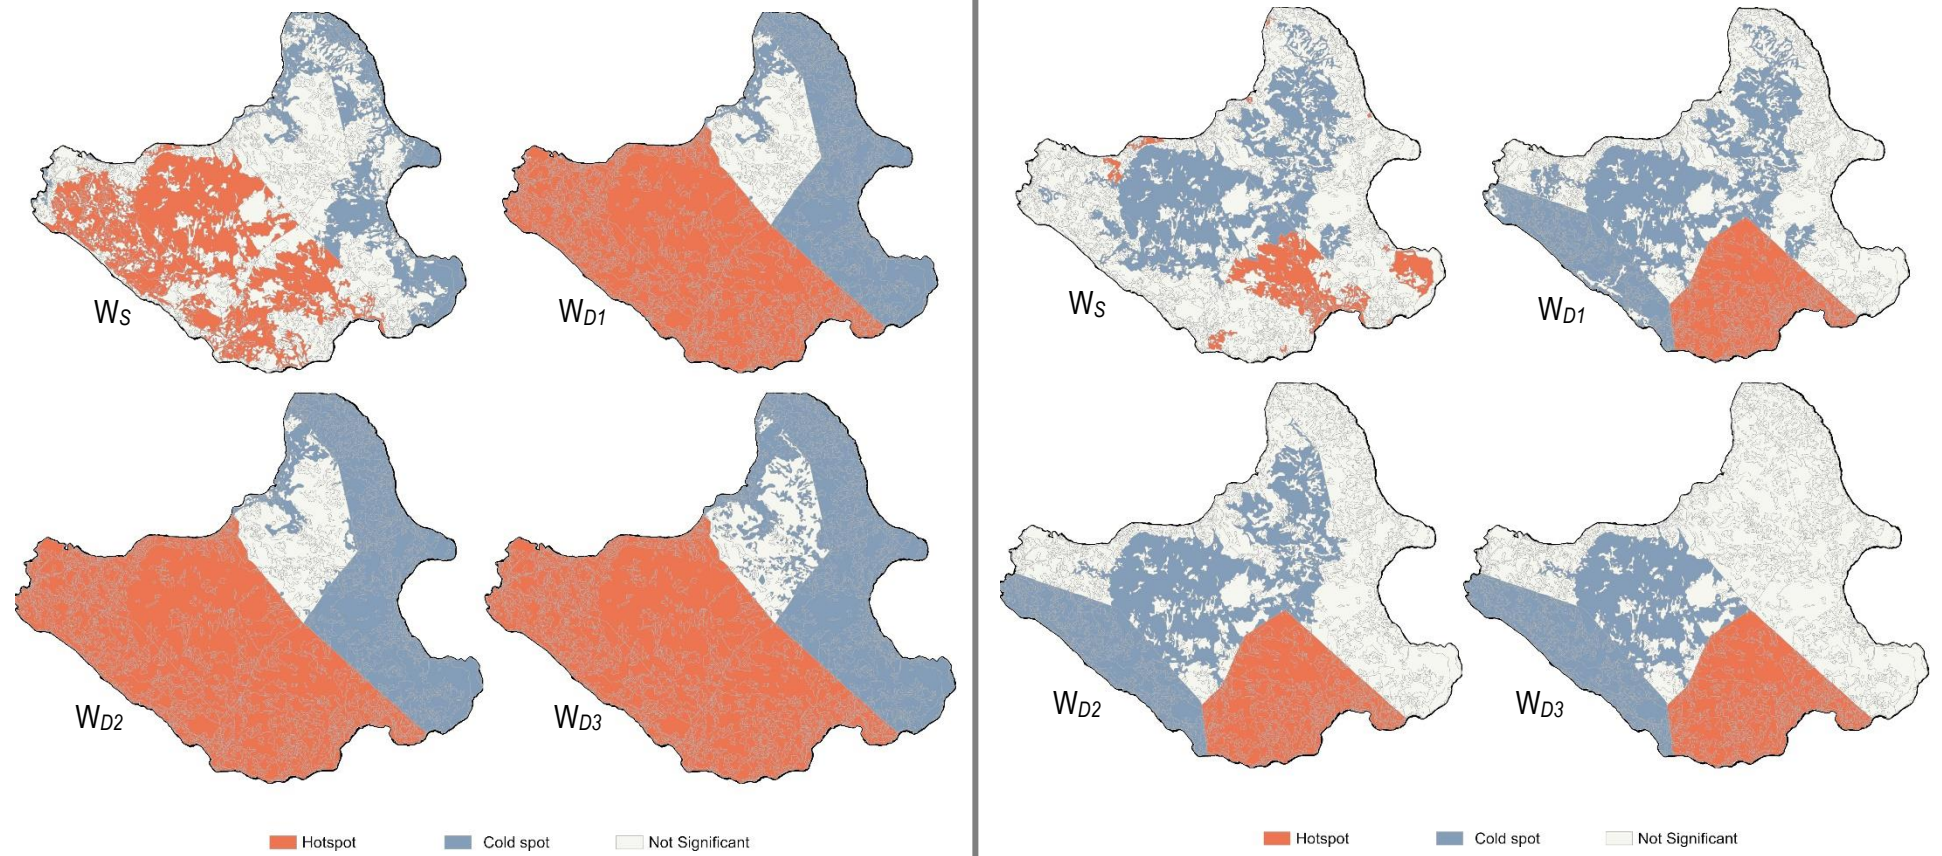 WS
WD1
WD2
WD3
Hotspot Cold spot Not Significant
WS
WD1
WD2
WD3
Hotspot Cold spot Not Significant